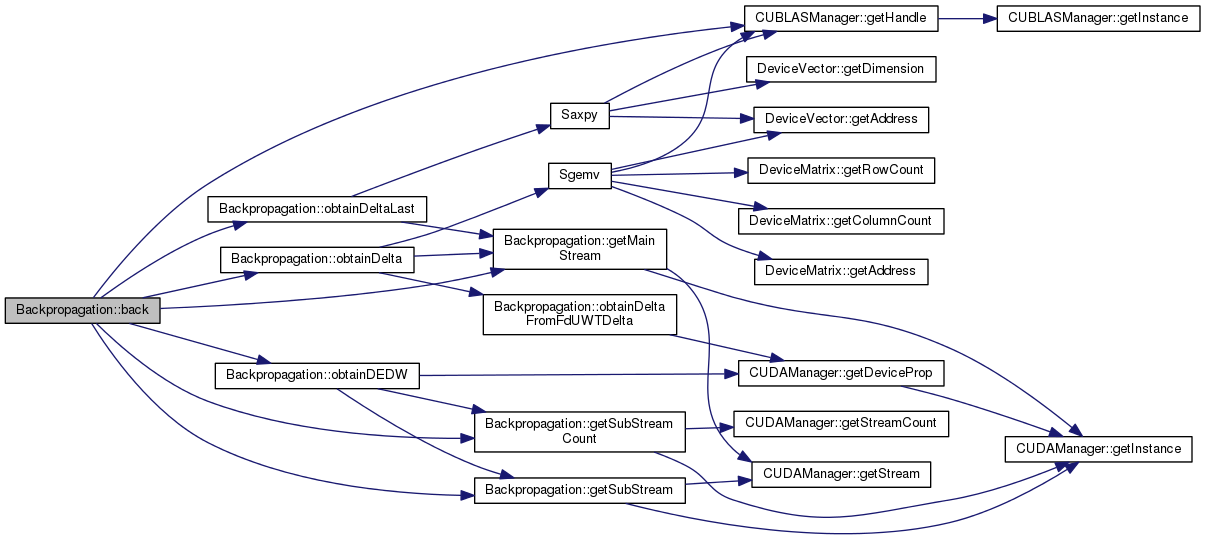 CUBLASManager::getHandle
CUBLASManager::getInstance
DeviceVector::getDimension
Saxpy
DeviceVector::getAddress
Sgemv
DeviceMatrix::getRowCount
Backpropagation::obtainDeltaLast
DeviceMatrix::getColumnCount
Backpropagation::getMain
Stream
Backpropagation::obtainDelta
DeviceMatrix::getAddress
Backpropagation::back
Backpropagation::obtainDelta
FromFdUWTDelta
Backpropagation::obtainDEDW
CUDAManager::getDeviceProp
Backpropagation::getSubStream
Count
CUDAManager::getStreamCount
CUDAManager::getInstance
CUDAManager::getStream
Backpropagation::getSubStream